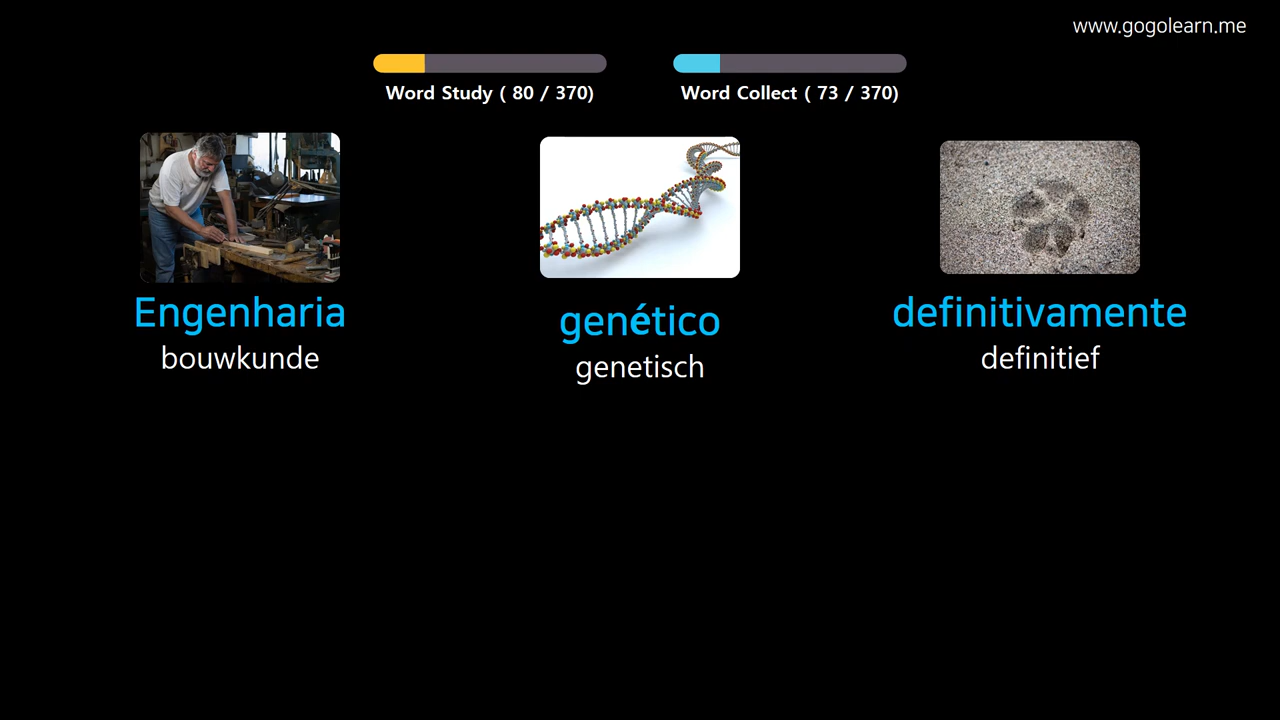 www.gogolearn.me
Word Study ( 80 / 370)
Word Collect ( 73 / 370)
Engenharia
bouwkunde
genético
genetisch
definitivamente
definitief